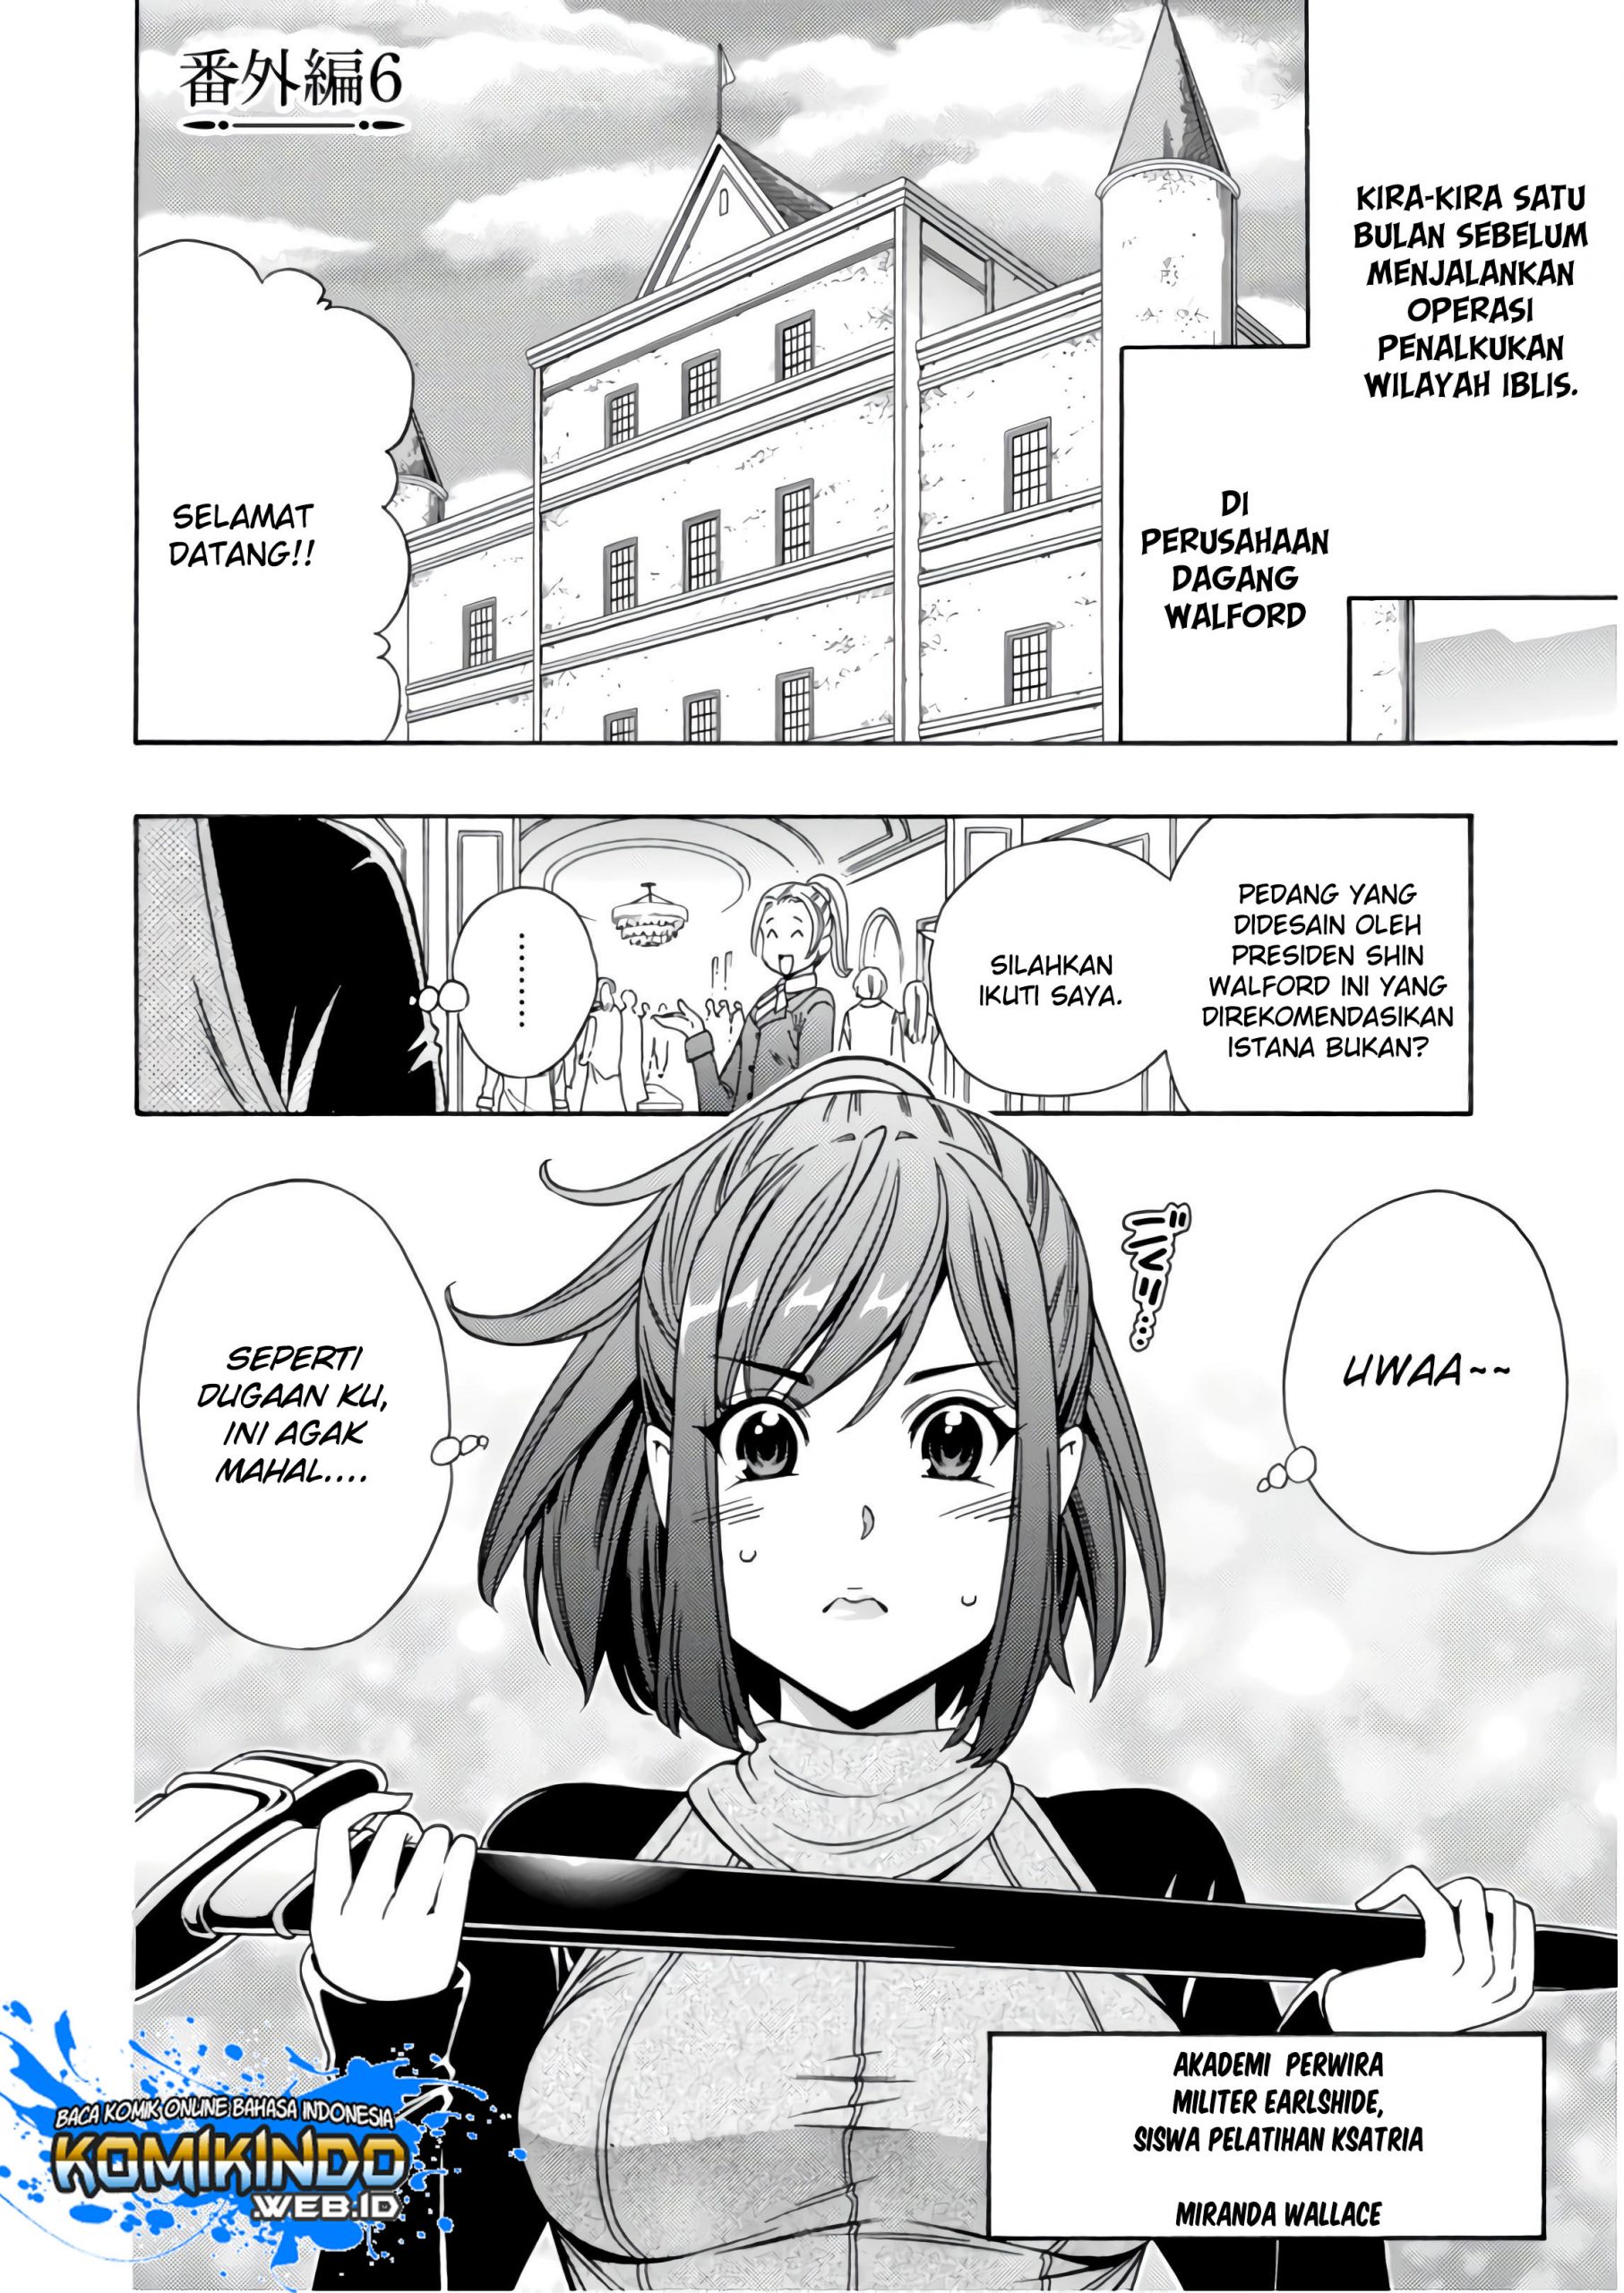 番外編6
KIRA-KIRA SATU
BULAN SEBELUM
MENJALANKAN
OPERASI
PENALKUKAN
WILAYAH IBLIS.
DI
PERUSAHAAN
DAGANG
WALFORD
SELAMAT
DATANG!!
PEDANG YANG
DIDESAIN OLEH
PRESIDEN SHIN
WALFORD INI YANG
DIREKOMENDASIKAN
ISTANA BUKAN?
SILAHKAN
IKUTI SAYA.
.........
UWAA~~
SEPERTI
DUGAAN KU,
INI AGAK
MAHAL....
AKADEMI PERWIRA
MILITER EARLSHIDE,
SISWA PELATIHAN KSATRIA
MIRANDA WALLACE
BACA KOMIK ONLINE BAHASA INDONESIA
KOMIKINDO
.WEB.ID